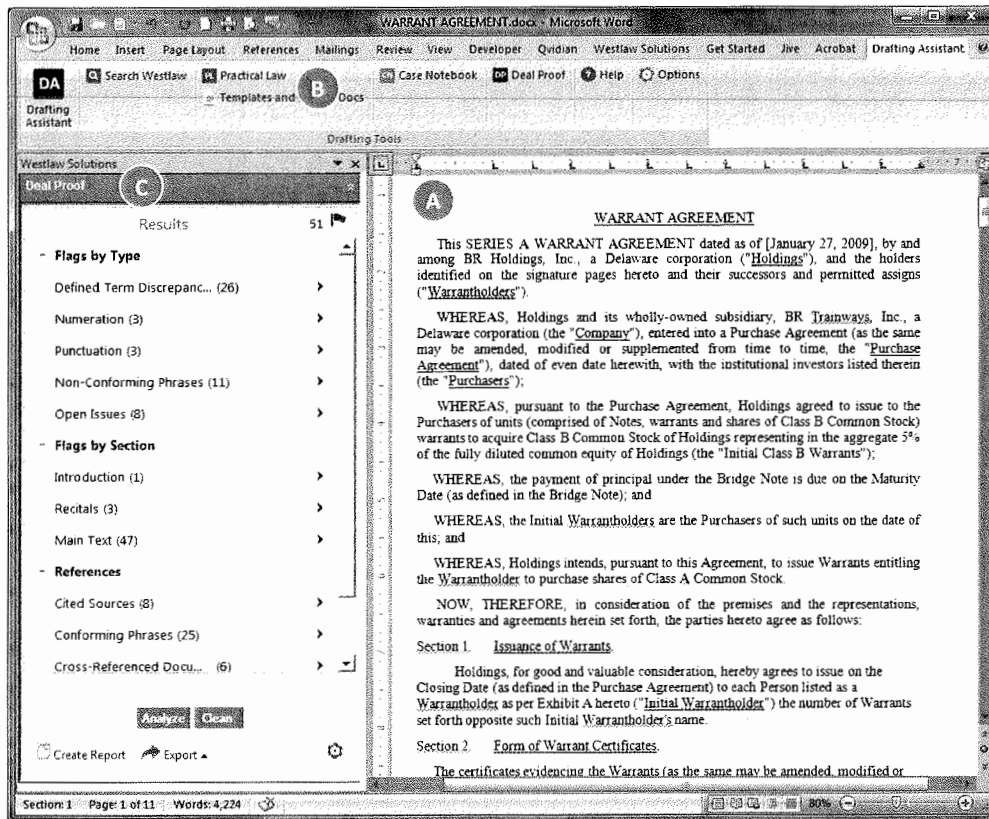 WARRANT AGREEMENT.docx - Microsoft Word
Home Insert Page Layout References Mailings Review View Developer Qvidian Westlaw Solutions Get Started Jive Acrobat Drafting Assistant
DA
Drafting
Assistant
Search Westlaw
Practical Law
Templates and
B
Docs
Case Notebook
DP Deal Proof
Help
Options
Drafting Tools
Westlaw Solutions
Deal Proof
C
Results 51
- Flags by Type
Defined Term Discrepanc... (26)
Numeration (3)
Punctuation (3)
Non-Conforming Phrases (11)
Open Issues (8)
- Flags by Section
Introduction (1)
Recitals (3)
Main Text (47)
- References
Cited Sources (8)
Conforming Phrases (25)
Cross-Referenced Docu... (6)
Analyze Clean
Create Report Export
A
WARRANT AGREEMENT
This SERIES A WARRANT AGREEMENT dated as of [January 27, 2009], by and
among BR Holdings, Inc., a Delaware corporation ("Holdings"), and the holders
identified on the signature pages hereto and their successors and permitted assigns
("Warrantholders").
WHEREAS, Holdings and its wholly-owned subsidiary, BR Tramways, Inc., a
Delaware corporation (the "Company"), entered into a Purchase Agreement (as the same
may be amended, modified or supplemented from time to time, the "Purchase
Agreement"), dated of even date herewith, with the institutional investors listed therein
(the "Purchasers");
WHEREAS, pursuant to the Purchase Agreement, Holdings agreed to issue to the
Purchasers of units (comprised of Notes, warrants and shares of Class B Common Stock)
warrants to acquire Class B Common Stock of Holdings representing in the aggregate 5%
of the fully diluted common equity of Holdings (the "Initial Class B Warrants");
WHEREAS, the payment of principal under the Bridge Note is due on the Maturity
Date (as defined in the Bridge Note); and
WHEREAS, the Initial Warrantholders are the Purchasers of such units on the date of
this; and
WHEREAS, Holdings intends, pursuant to this Agreement, to issue Warrants entitling
the Warrantholder to purchase shares of Class A Common Stock.
NOW, THEREFORE, in consideration of the premises and the representations,
warranties and agreements herein set forth, the parties hereto agree as follows:
Section 1. Issuance of Warrants.
Holdings, for good and valuable consideration, hereby agrees to issue on the
Closing Date (as defined in the Purchase Agreement) to each Person listed as a
Warrantholder as per Exhibit A hereto ("Initial Warrantholder") the number of Warrants
set forth opposite such Initial Warrantholder's name.
Section 2. Form of Warrant Certificates.
The certificates evidencing the Warrants (as the same may be amended, modified or
Section: 1 Page: 1 of 11 Words: 4,224 80%